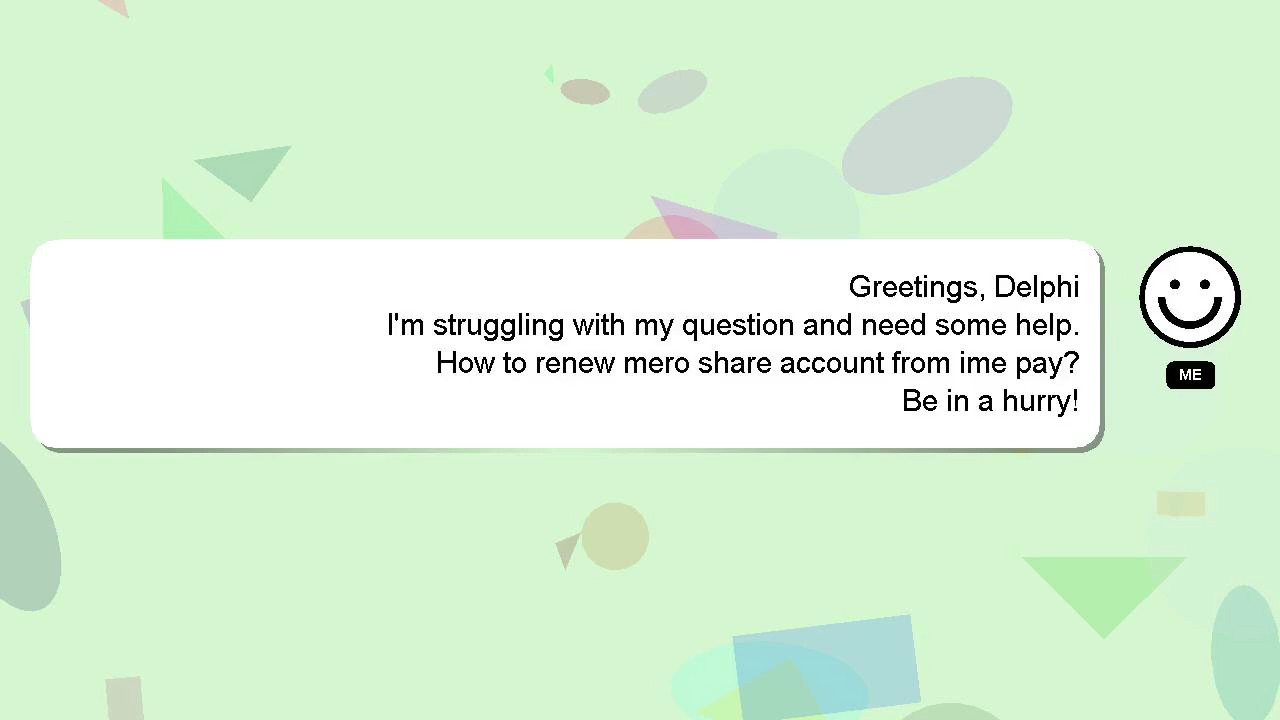 Greetings, Delphi
I'm struggling with my question and need some help.
How to renew mero share account from ime pay?
Be in a hurry!
ME